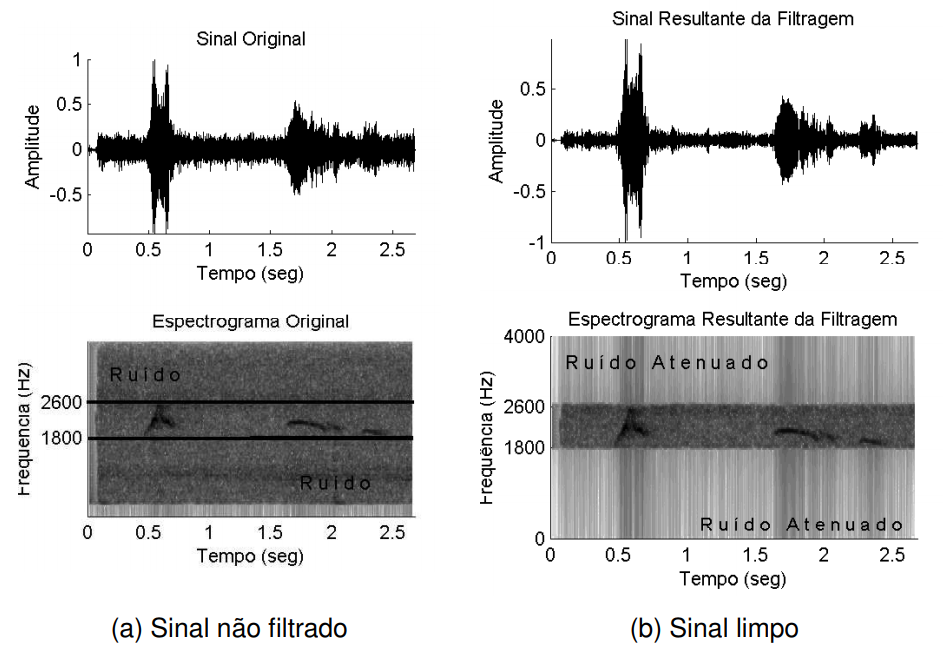 Sinal Original
Amplitude
1
0.5
0
-0.5
0 0.5 1 1.5 2 2.5
Tempo (seg)
Sinal Resultante da Filtragem
Amplitude
0.5
0
-0.5
-1
0 0.5 1 1.5 2 2.5
Tempo (seg)
Espectrograma Original
Frequência (Hz)
Ruído
2600
1800
Ruído
0 0.5 1 1.5 2 2.5
Tempo (seg)
Espectrograma Resultante da Filtragem
Frequência (Hz)
4000
Ruído Atenuado
2600
1800
Ruído Atenuado
0
0 0.5 1 1.5 2 2.5
Tempo (seg)
(a) Sinal não filtrado
(b) Sinal limpo